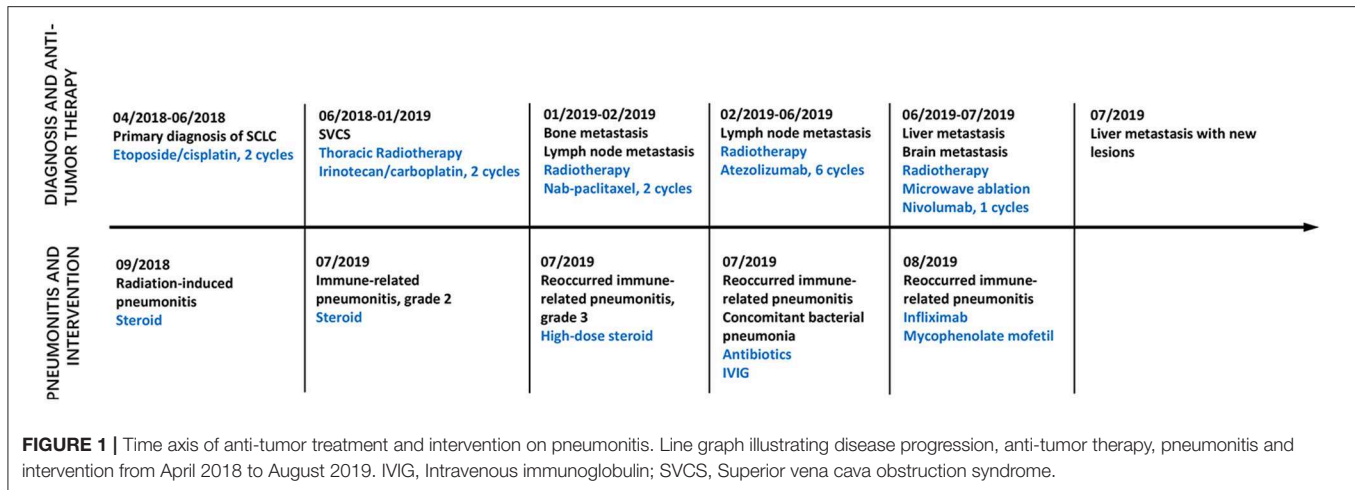 DIAGNOSIS AND ANTI-
TUMOR THERAPY
04/2018-06/2018
Primary diagnosis of SCLC
Etoposide/cisplatin, 2 cycles
06/2018-01/2019
SVCS
Thoracic Radiotherapy
Irinotecan/carboplatin, 2 cycles
01/2019-02/2019
Bone metastasis
Lymph node metastasis
Radiotherapy
Nab-paclitaxel, 2 cycles
02/2019-06/2019
Lymph node metastasis
Radiotherapy
Atezolizumab, 6 cycles
06/2019-07/2019
Liver metastasis
Brain metastasis
Radiotherapy
Microwave ablation
Nivolumab, 1 cycles
07/2019
Liver metastasis with new
lesions
PNEUMONITIS AND
INTERVENTION
09/2018
Radiation-induced
pneumonitis
Steroid
07/2019
Immune-related
pneumonitis, grade 2
Steroid
07/2019
Reoccurred immune-
related pneumonitis,
grade 3
High-dose steroid
07/2019
Reoccurred immune-
related pneumonitis
Concomitant bacterial
pneumonia
Antibiotics
IVIG
08/2019
Reoccurred immune-
related pneumonitis
Infliximab
Mycophenolate mofetil
FIGURE 1 | Time axis of anti-tumor treatment and intervention on pneumonitis. Line graph illustrating disease progression, anti-tumor therapy, pneumonitis and
intervention from April 2018 to August 2019. IVIG, Intravenous immunoglobulin; SVCS, Superior vena cava obstruction syndrome.